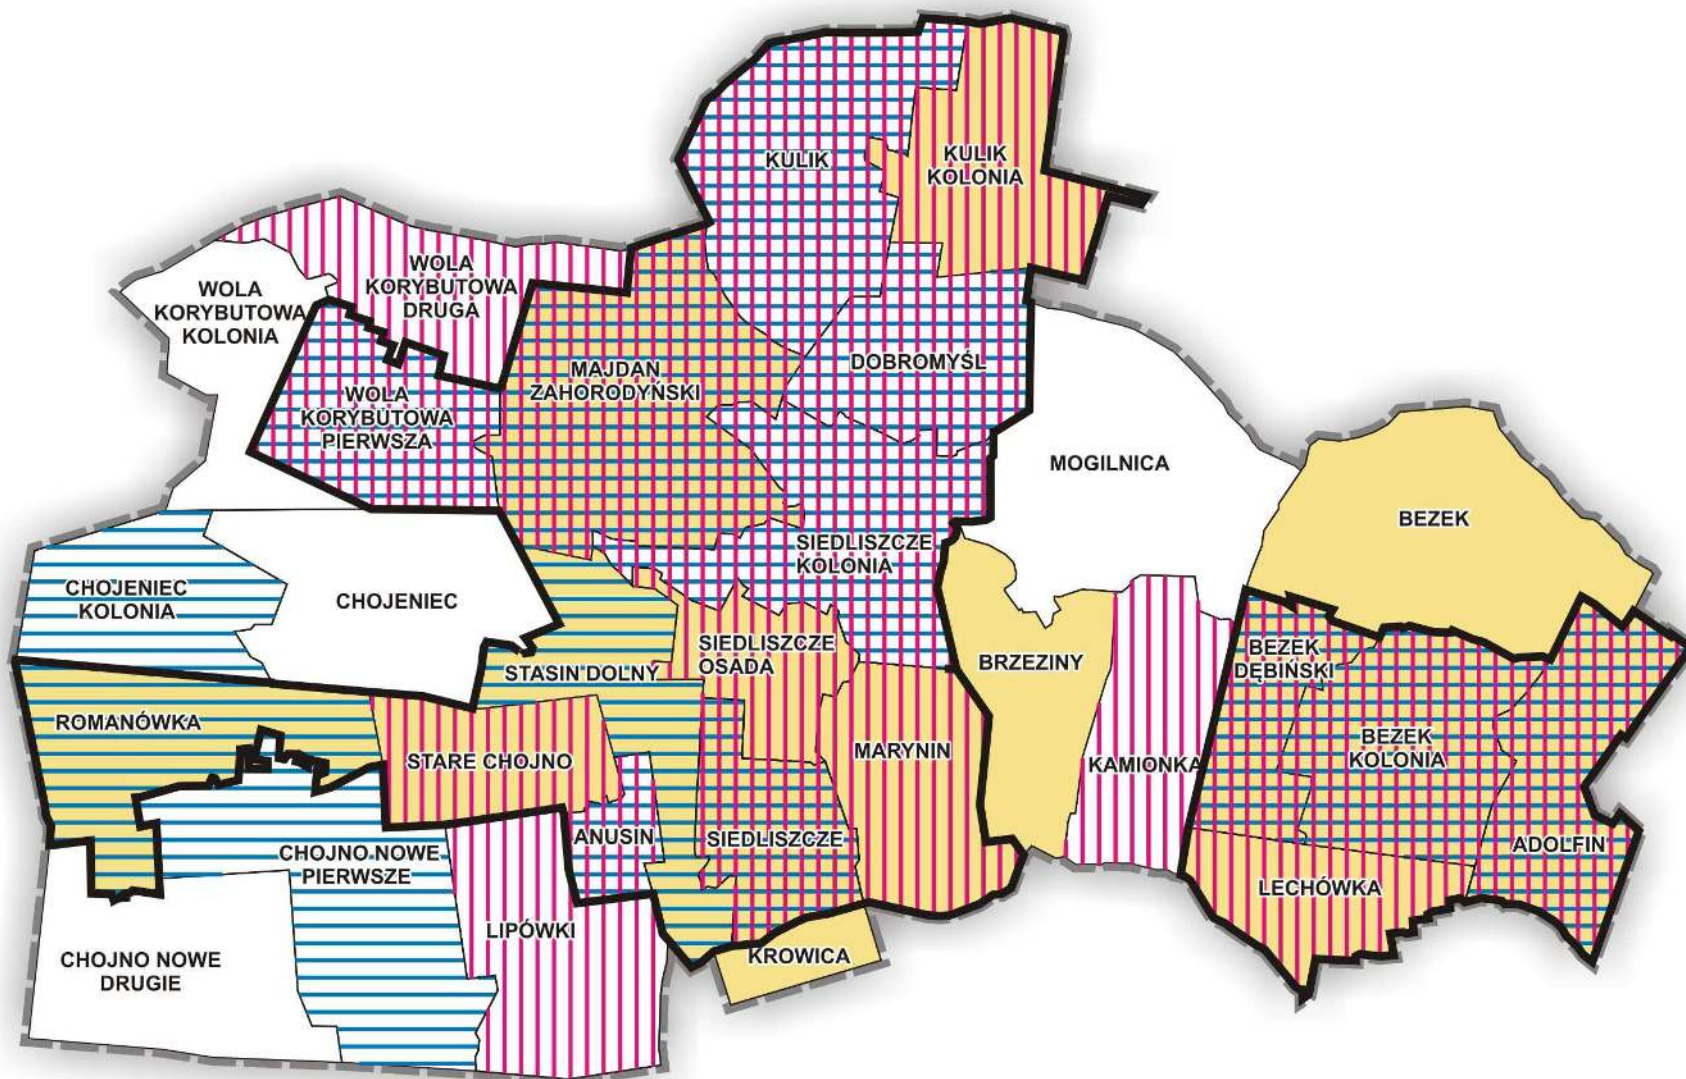 KULIK
KULIK
KOLONIA
WOLA
KORYBUTOWA
DRUGA
WOLA
KORYBUTOWA
KOLONIA
MAJDAN
ZAHORODYŃSKI
DOBROMYŚL
WOLA
KORYBUTOWA
PIERWSZA
MOGILNICA
BEZEK
SIEDLISZCZE
KOLONIA
CHOJENIEC
KOLONIA
CHOJENIEC
SIEDLISZCZE
OSADA
STASIN DOLNY
BRZEZINY
BEZEK
DĘBIŃSKI
ROMANÓWKA
STARE CHOJNO
MARYNIN
KAMIONKA
BEZEK
KOLONIA
ANUSIN
SIEDLISZCZE
ADOLFIN
CHOJNO NOWE
PIERWSZE
LECHÓWKA
LIPÓWKI
KROWICA
CHOJNO NOWE
DRUGIE